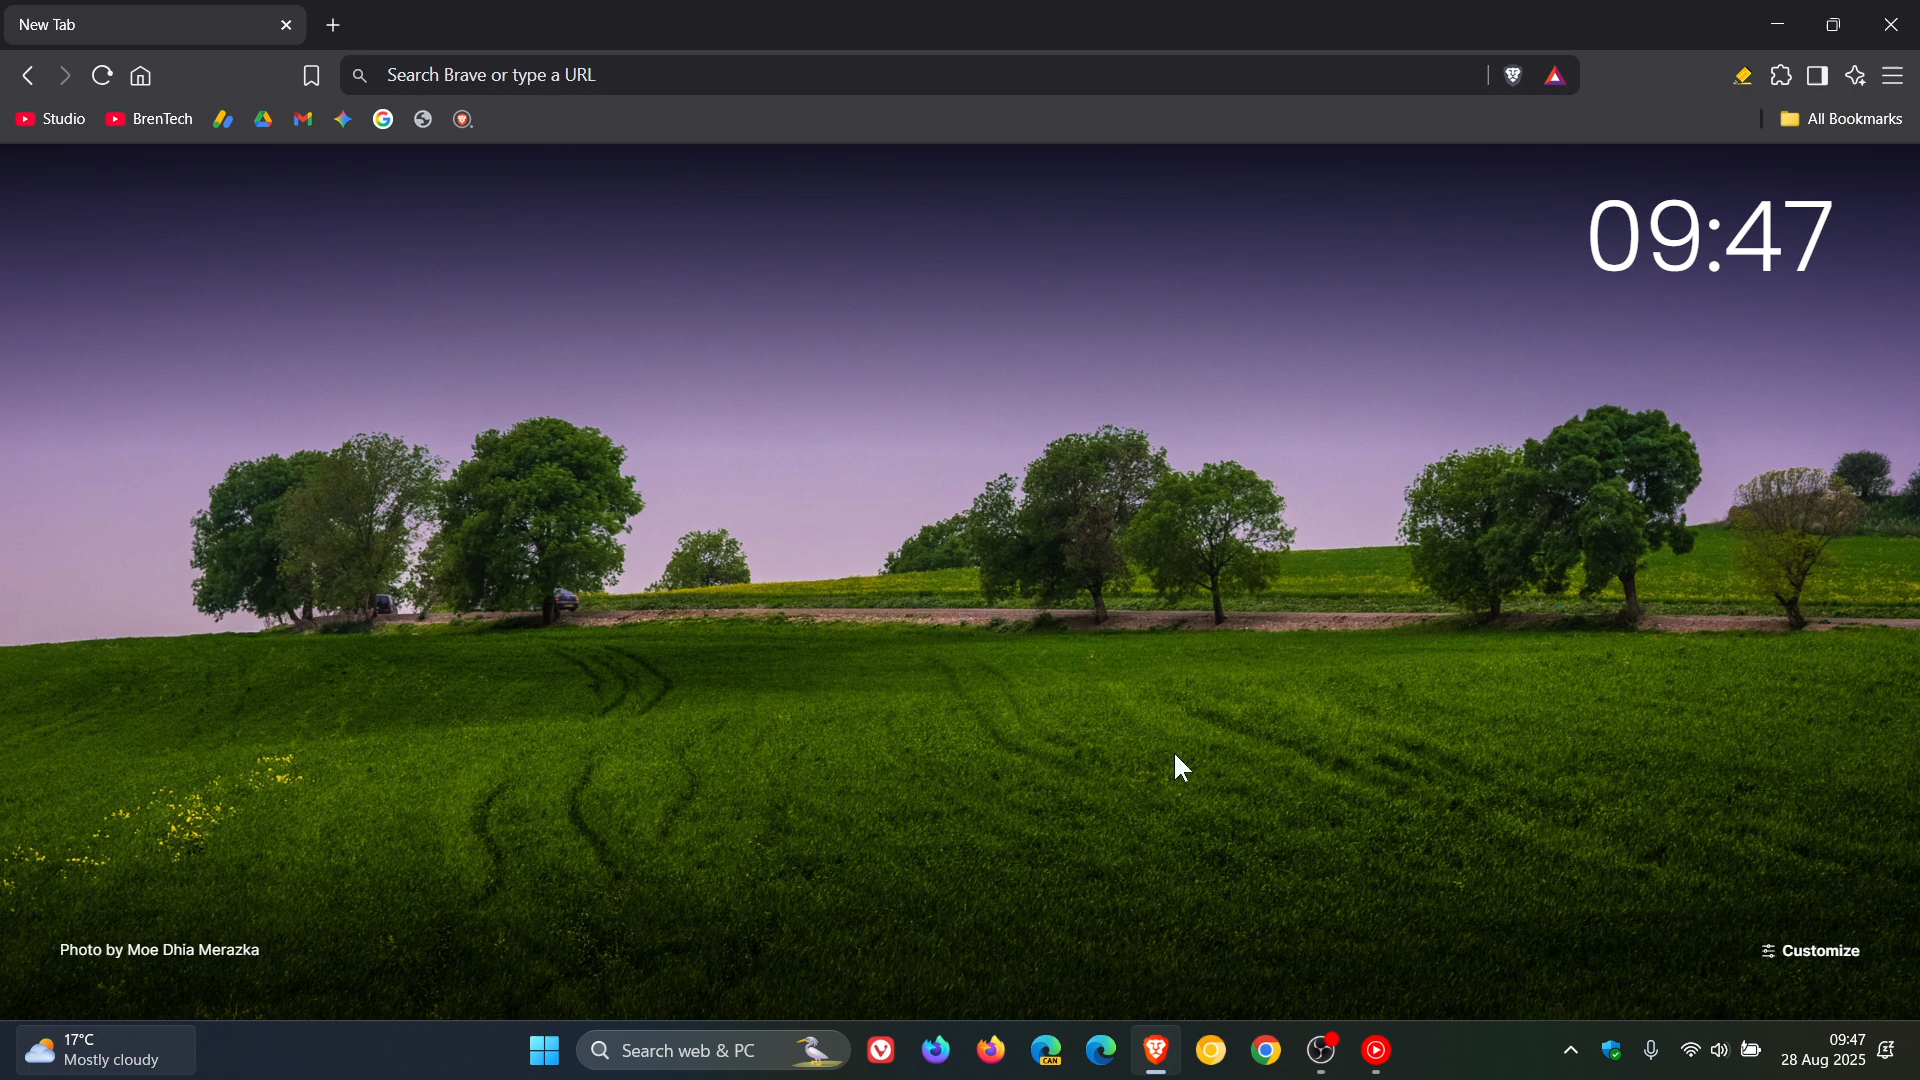 New Tab
Search Brave or type a URL
Studio
BrenTech
All Bookmarks
09:47
Photo by Moe Dhia Merazka
Customize
17°C
Mostly cloudy
Search web & PC
CAN
09:47
28 Aug 2025